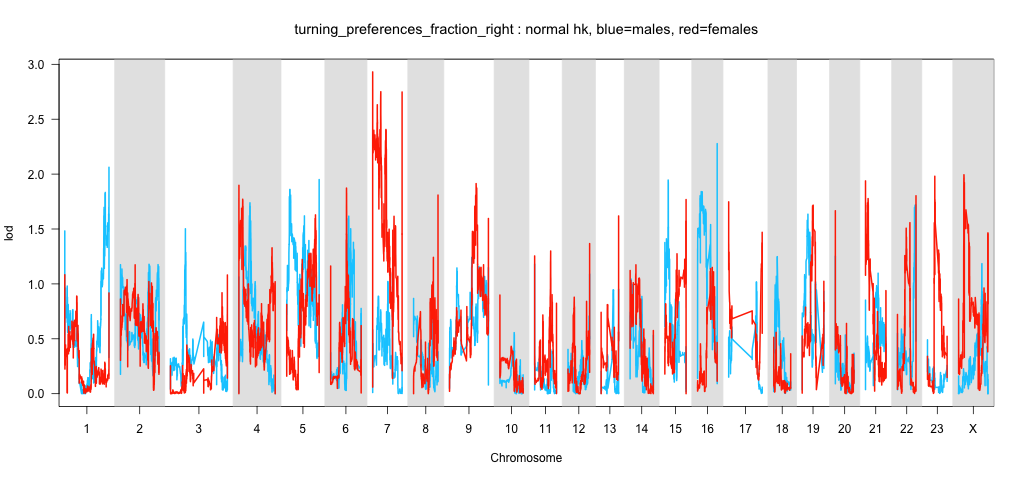 turning_preferences_fraction_right : normal hk, blue=males, red=females
3.0
2.5
2.0
1.5
1.0
0.5
0.0
lod
1 2 3 4 5 6 7 8 9 10 11 12 13 14 15 16 17 18 19 20 21 22 23 X
Chromosome